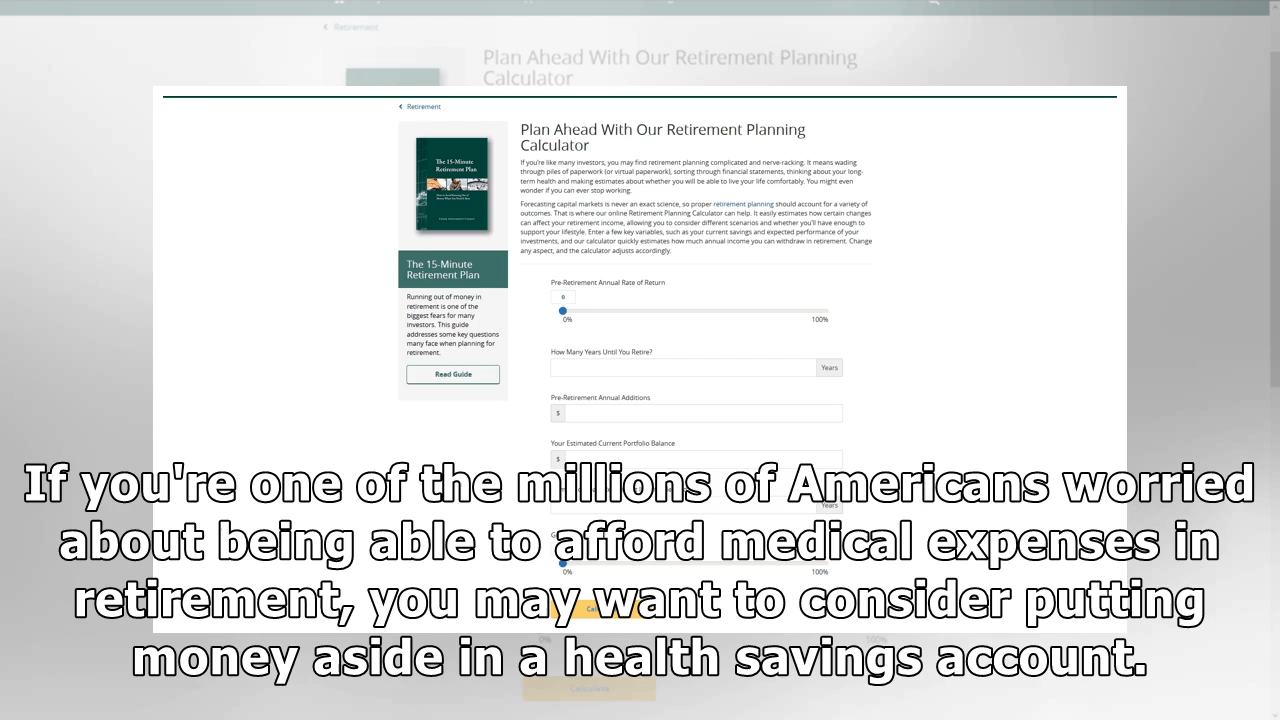 Retirement
Plan Ahead With Our Retirement Planning
Calculator
Retirement
The 15-Minute
Retirement Plan
The 15-Minute
Retirement Plan
Running out of money in
retirement is one of the
biggest fears for many
investors. This guide
addresses some key questions
many face when planning for
retirement.
Read Guide
Plan Ahead With Our Retirement Planning
Calculator
If you're like many investors, you may find retirement planning complicated and nerve-racking. It means wading
through piles of paperwork (or virtual paperwork), sorting through financial statements, thinking about your long-
term health and making estimates about whether you will be able to live your life comfortably. You might even
wonder if you can ever stop working.
Forecasting capital markets is never an exact science, so proper retirement planning should account for a variety of
outcomes. That is where our online Retirement Planning Calculator can help. It easily estimates how certain changes
can affect your retirement income, allowing you to consider different scenarios and whether you'll have enough to
support your lifestyle. Enter a few key variables, such as your current savings and expected performance of your
investments, and our calculator quickly estimates how much annual income you can withdraw in retirement. Change
any aspect, and the calculator adjusts accordingly.
Pre-Retirement Annual Rate of Return
0
0% 100%
How Many Years Until You Retire?
Years
Pre-Retirement Annual Additions
$
Your Estimated Current Portfolio Balance
$
Years
0% 100%
If you're one of the millions of Americans worried
about being able to afford medical expenses in
retirement, you may want to consider putting
money aside in a health savings account.
0% 100%
Calculate